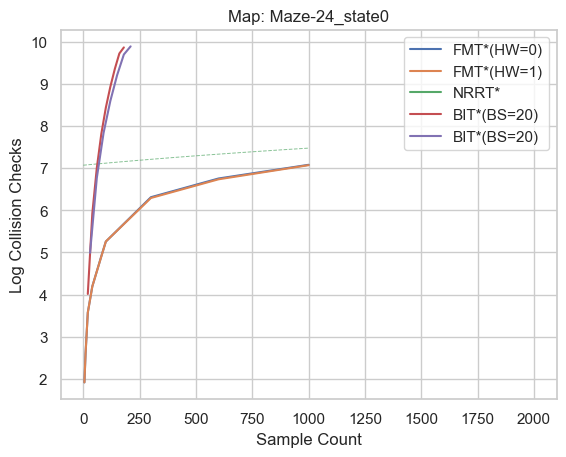 Map: Maze-24_state0
10
9
8
7
6
5
4
3
2
Log Collision Checks
FMT*(HW=0)
FMT*(HW=1)
NRRT*
BIT*(BS=20)
BIT*(BS=20)
0 250 500 750 1000 1250 1500 1750 2000
Sample Count